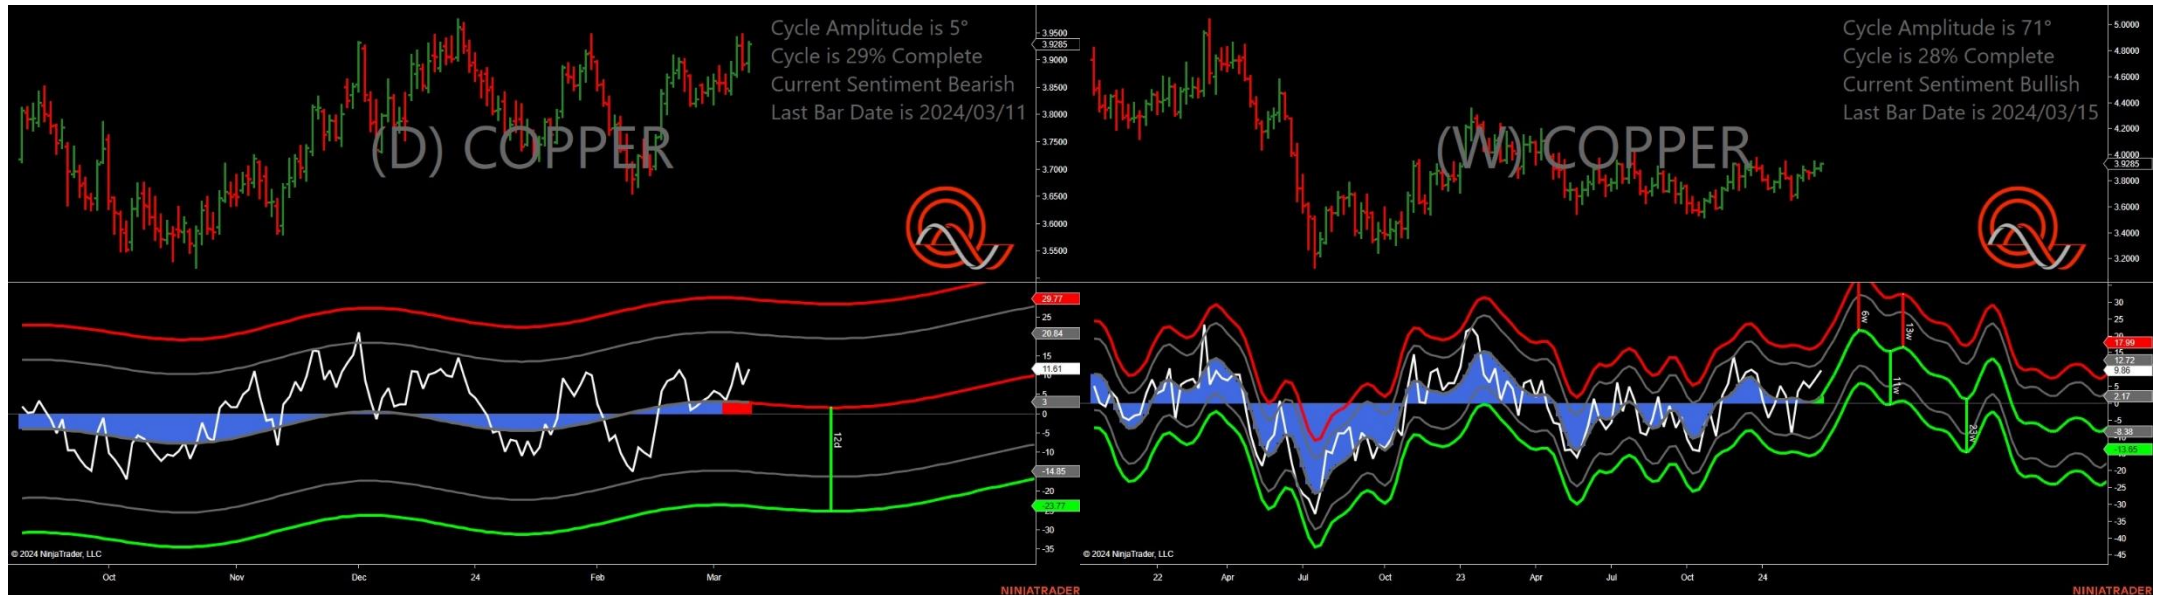 Cycle Amplitude is 5°
Cycle is 29% Complete
Current Sentiment Bearish
Last Bar Date is 2024/03/11
(D) COPPER
3.9500
3.9285
3.9000
3.8500
3.8000
3.7500
3.7000
3.6500
3.6000
3.5500
29.77
25
20.84
15
11.61
10
5
3
0
-5
-10
-14.85
-20
-23.77
-30
-35
12d
© 2024 NinjaTrader, LLC
Oct Nov Dec 24 Feb Mar
NINJATRADER
Cycle Amplitude is 71°
Cycle is 28% Complete
Current Sentiment Bullish
Last Bar Date is 2024/03/15
(W) COPPER
5.0000
4.8000
4.6000
4.4000
4.2000
4.0000
3.9285
3.8000
3.6000
3.4000
3.2000
30
25
20
17.99
15
12.72
9.86
5
2.17
0
-5
-8.38
-13.65
-20
-25
-30
-35
-40
-45
6w
13w
11w
23w
© 2024 NinjaTrader, LLC
22 Apr Jul Oct 23 Apr Jul Oct 24
NINJATRADER